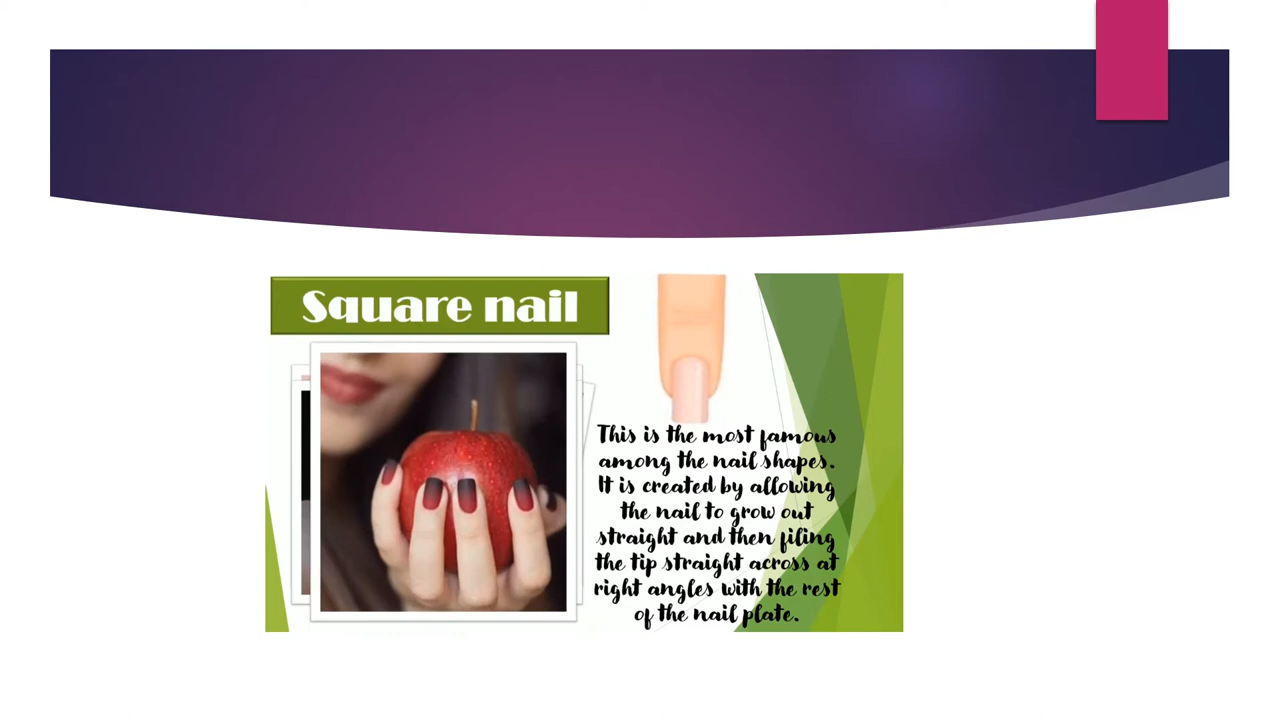 Square nail
This is the most famous
among the nail shapes.
It is created by allowing
the nail to grow out
straight and then filing
the tip straight across at
right angles with the rest
of the nail plate.